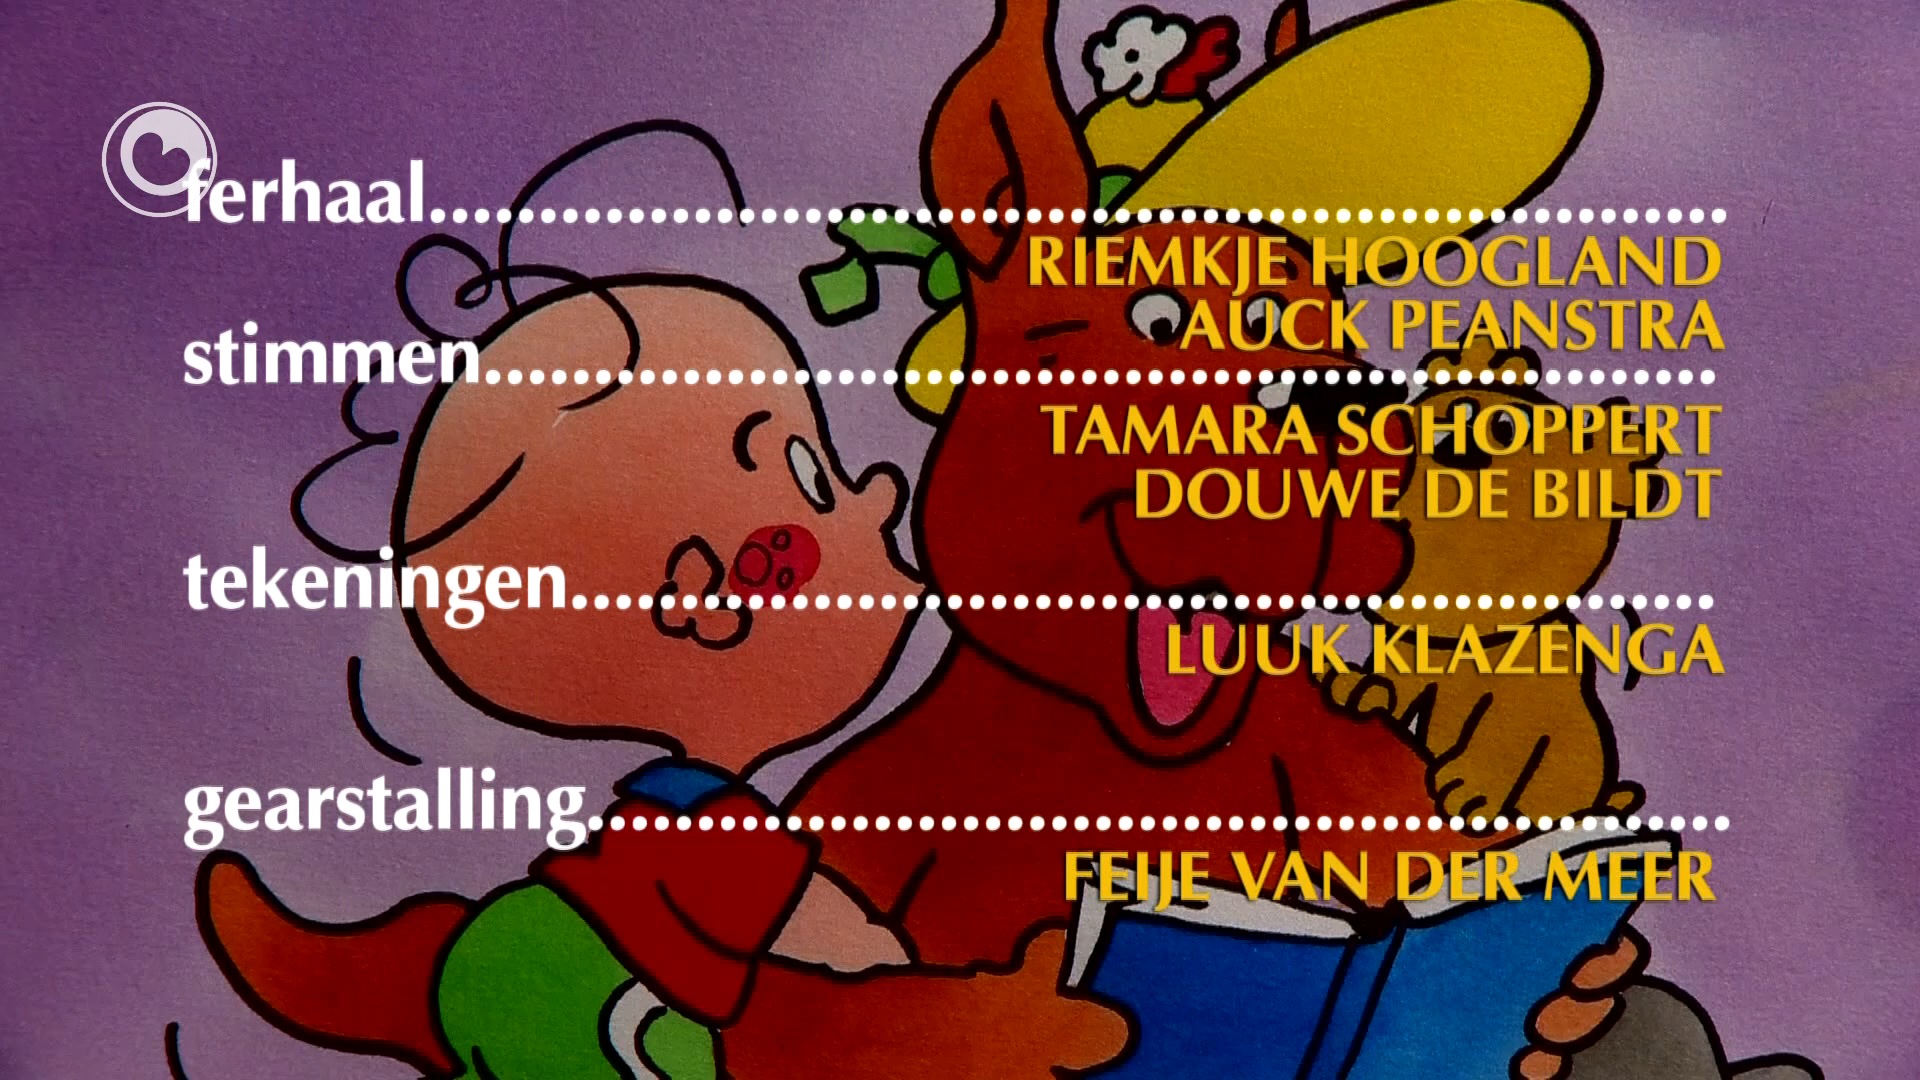 ferhaal............................................................
RIEMKJE HOOGLAND
AUCK PEANSTRA
stimmen........................................................
TAMARA SCHOPPERT
DOUWE DE BILDT
tekeningen....................................................
LUUK KLAZENGA
gearstalling....................................................
FEIJE VAN DER MEER